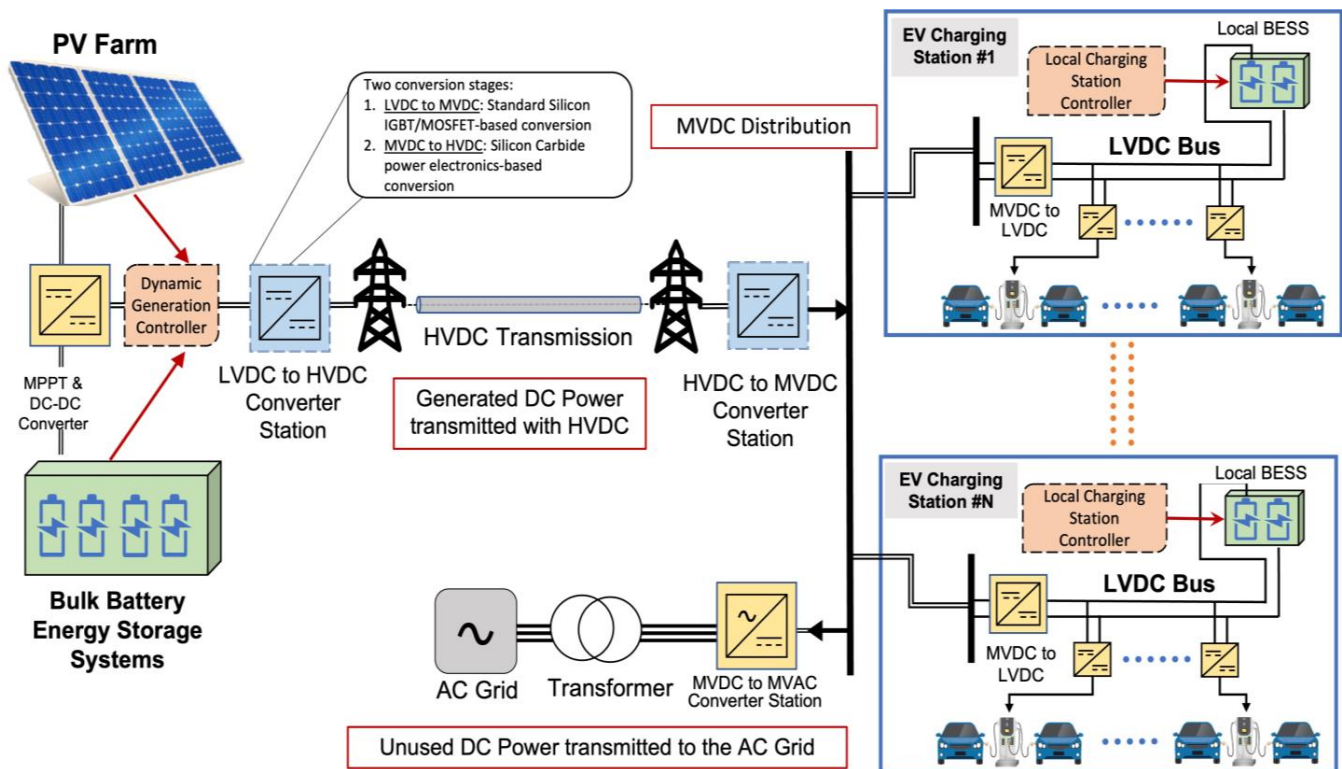 PV Farm
Two conversion stages:
1. LVDC to MVDC: Standard Silicon
IGBT/MOSFET-based conversion
2. MVDC to HVDC: Silicon Carbide
power electronics-based
conversion
MPPT &
DC-DC
Converter
Dynamic
Generation
Controller
LVDC to HVDC
Converter
Station
HVDC Transmission
Generated DC Power
transmitted with HVDC
HVDC to MVDC
Converter
Station
MVDC Distribution
Bulk Battery
Energy Storage
Systems
AC Grid
Transformer
MVDC to MVAC
Converter Station
Unused DC Power transmitted to the AC Grid
EV Charging
Station #1
Local Charging
Station
Controller
Local BESS
LVDC Bus
MVDC to
LVDC
EV Charging
Station #N
Local Charging
Station
Controller
Local BESS
LVDC Bus
MVDC to
LVDC